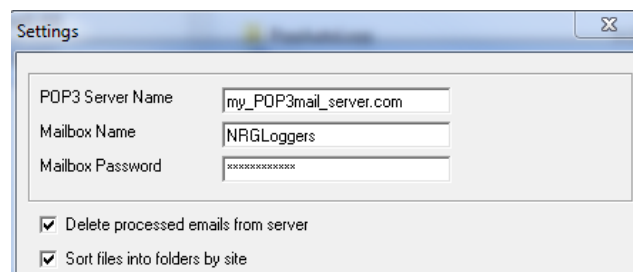 Settings
POP3 Server Name my_POP3mail_server.com
Mailbox Name NRGLoggers
Mailbox Password ************
Delete processed emails from server
Sort files into folders by site